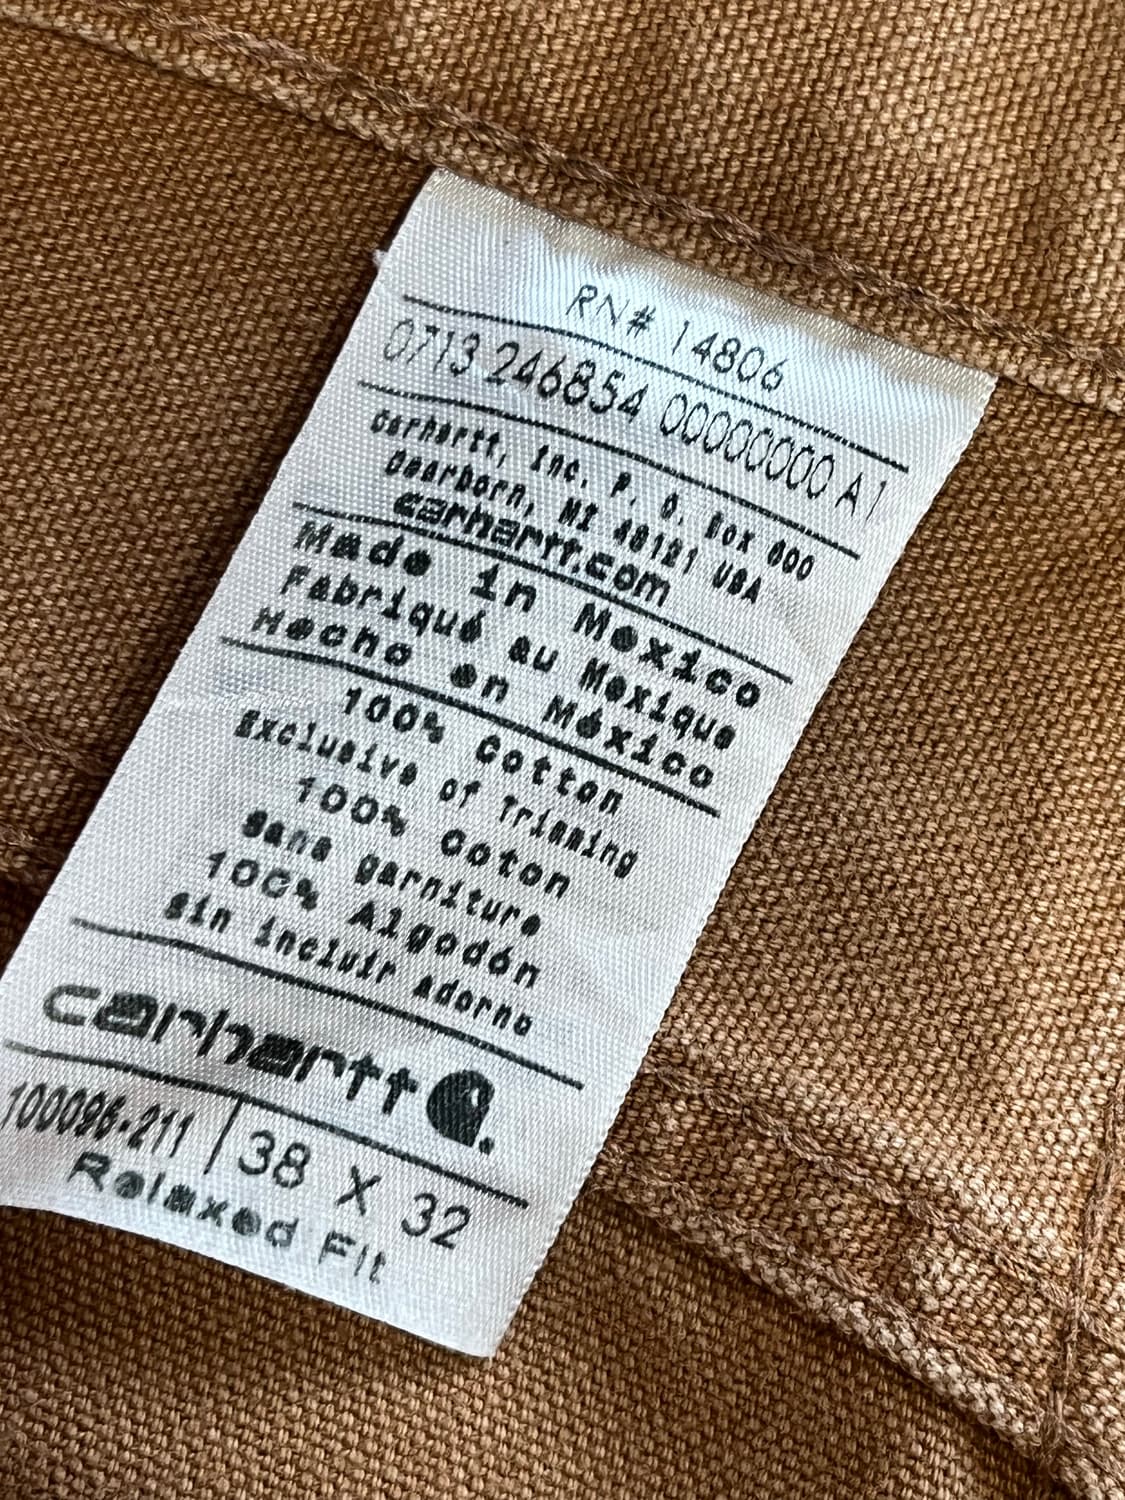 RN# 14806
0713 246854 00000000 A1
Carhartt, Inc. P. O. Box 600
Dearborn, MI 48121 USA
carhartt.com
Made in Mexico
Fabriqué au Mexique
Hecho en México
100% Cotton
Exclusive of Trimming
100% Coton
sans garniture
100% Algodón
sin incluir Adorno
carhartt
100096-211 38 X 32
Relaxed Fit